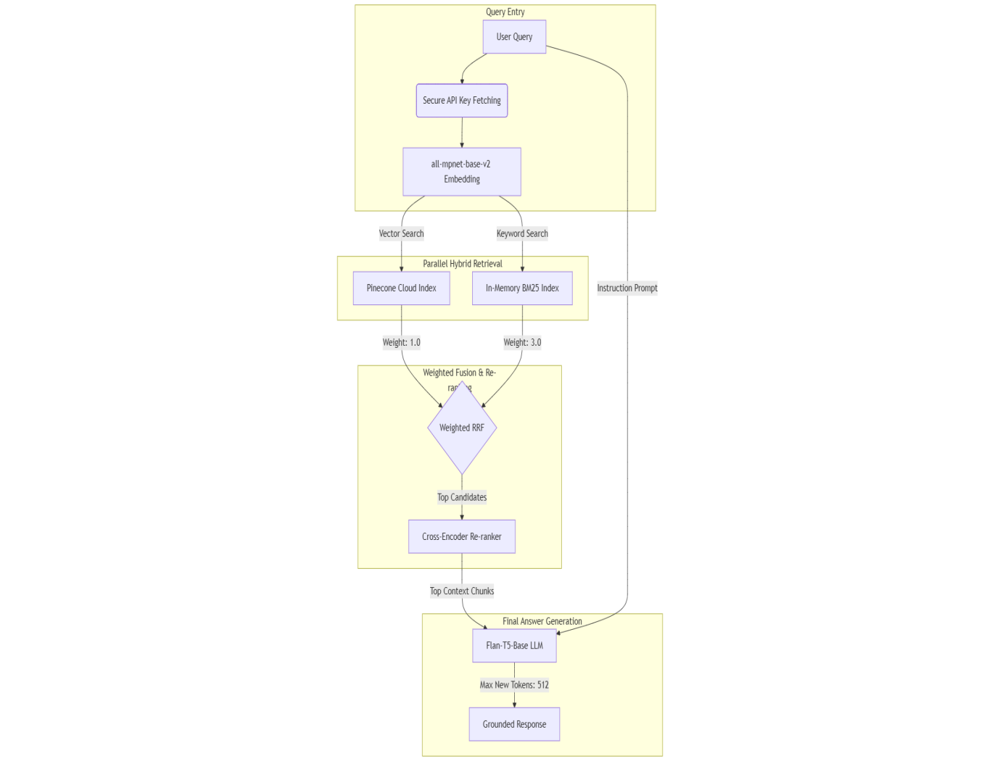 Query Entry
User Query
Secure API Key Fetching
all-mpnet-base-v2
Embedding
Vector Search
Keyword Search
Parallel Hybrid Retrieval
Pinecone Cloud Index
In-Memory BM25 Index
Instruction Prompt
Weight: 1.0
Weight: 3.0
Weighted Fusion & Re-
Weighted RRF
Top Candidates
Cross-Encoder Re-ranker
Top Context Chunks
Final Answer Generation
Flan-T5-Base LLM
Max New Tokens: 512
Grounded Response